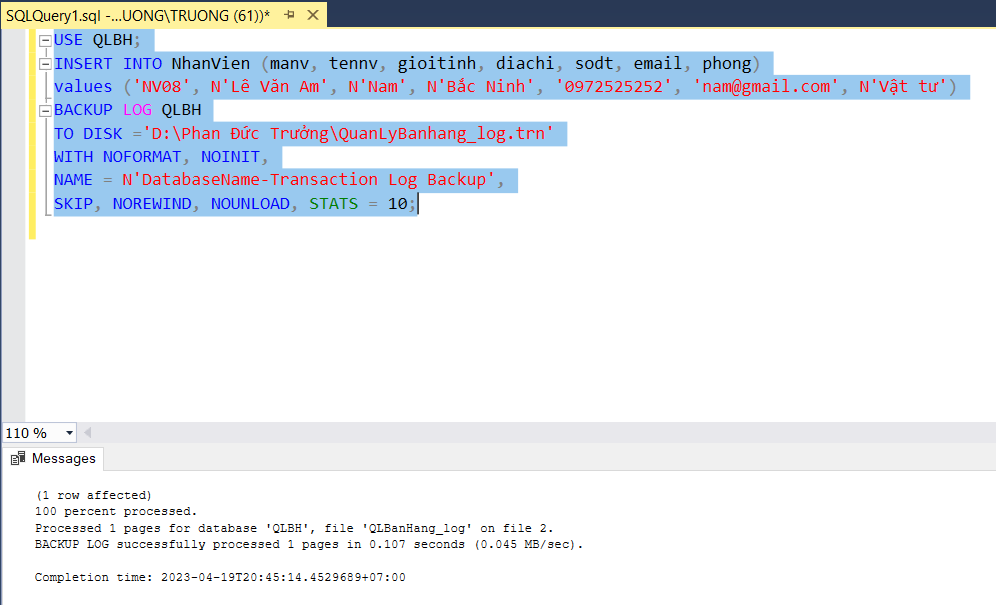 SQLQuery1.sql -...UONG\TRUONG (61))*
USE QLBH;
INSERT INTO NhanVien (manv, tennv, gioitinh, diachi, sodt, email, phong)
values ('NV08', N'Lê Văn Am', N'Nam', N'Bắc Ninh', '0972525252', 'nam@gmail.com', N'Vật tư')
BACKUP LOG QLBH
TO DISK ='D:\Phan Đức Trưởng\QuanLyBanhang_log.trn'
WITH NOFORMAT, NOINIT,
NAME = N'DatabaseName-Transaction Log Backup',
SKIP, NOREWIND, NOUNLOAD, STATS = 10;
110 %
Messages
(1 row affected)
100 percent processed.
Processed 1 pages for database 'QLBH', file 'QLBanHang_log' on file 2.
BACKUP LOG successfully processed 1 pages in 0.107 seconds (0.045 MB/sec).
Completion time: 2023-04-19T20:45:14.4529689+07:00